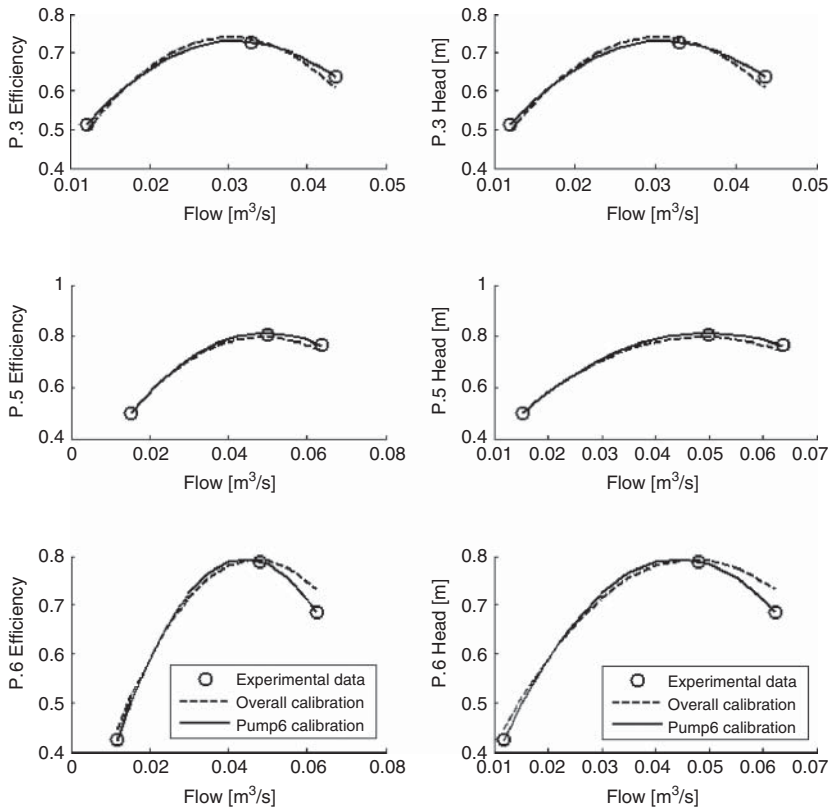 P.3 Efficiency
0.8
0.7
0.6
0.5
0.4
0.01 0.02 0.03 0.04 0.05
Flow [m³/s]
P.3 Head [m]
0.8
0.7
0.6
0.5
0.4
0.01 0.02 0.03 0.04 0.05
Flow [m³/s]
P.5 Efficiency
1
0.8
0.6
0.4
0 0.02 0.04 0.06 0.08
Flow [m³/s]
P.5 Head [m]
1
0.8
0.6
0.4
0.01 0.02 0.03 0.04 0.05 0.06 0.07
Flow [m³/s]
P.6 Efficiency
0.8
0.7
0.6
0.5
0.4
0 0.02 0.04 0.06 0.08
Flow [m³/s]
Experimental data
Overall calibration
Pump6 calibration
P.6 Head [m]
0.8
0.7
0.6
0.5
0.4
0.01 0.02 0.03 0.04 0.05 0.06 0.07
Flow [m³/s]
Experimental data
Overall calibration
Pump6 calibration